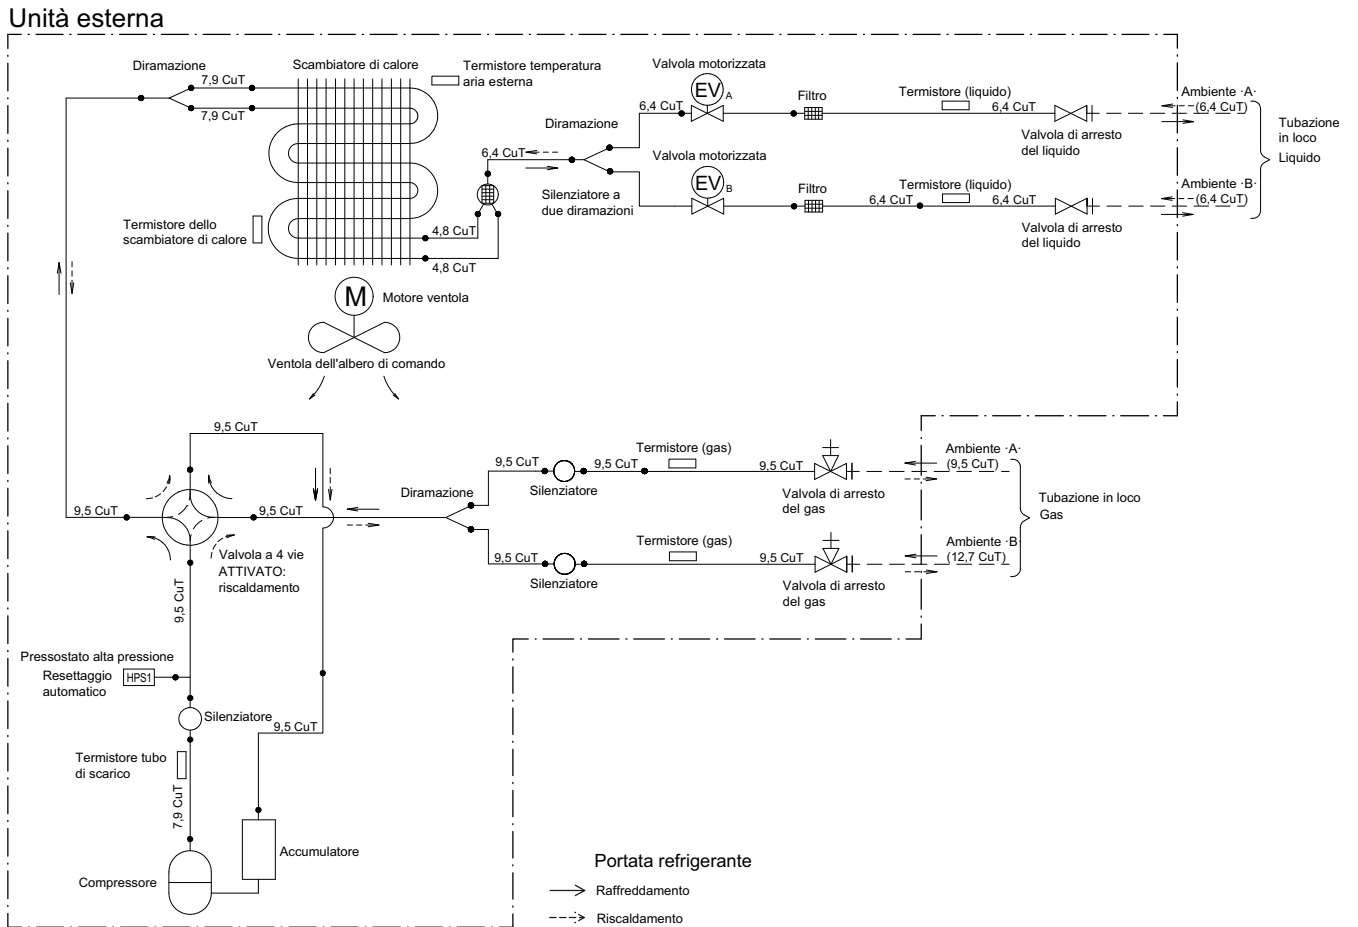 Unità esterna
Diramazione
7,9 CuT
7,9 CuT
Scambiatore di calore
Termistore temperatura
aria esterna
Termistore dello
scambiatore di calore
4,8 CuT
4,8 CuT
6,4 CuT
Diramazione
Silenziatore a
due diramazioni
Valvola motorizzata
6,4 CuT
EV A
Filtro
Termistore (liquido)
6,4 CuT
Valvola di arresto
del liquido
Ambiente ·A·
(6,4 CuT)
Valvola motorizzata
EV B
Filtro
6,4 CuT
Termistore (liquido)
6,4 CuT
Valvola di arresto
del liquido
Ambiente ·B·
(6,4 CuT)
Tubazione
in loco
Liquido
M
Motore ventola
Ventola dell'albero di comando
9,5 CuT
9,5 CuT
9,5 CuT
Valvola a 4 vie
ATTIVATO:
riscaldamento
9,5 CuT
Diramazione
9,5 CuT
Silenziatore
9,5 CuT
Termistore (gas)
9,5 CuT
Valvola di arresto
del gas
Ambiente ·A·
(9,5 CuT)
9,5 CuT
Silenziatore
Termistore (gas)
9,5 CuT
Valvola di arresto
del gas
Ambiente ·B·
(12,7 CuT)
Tubazione in loco
Gas
Pressostato alta pressione
Resettaggio
automatico
HPS1
Silenziatore
9,5 CuT
Termistore tubo
di scarico
7,9 CuT
Accumulatore
Compressore
Portata refrigerante
Raffreddamento
Riscaldamento